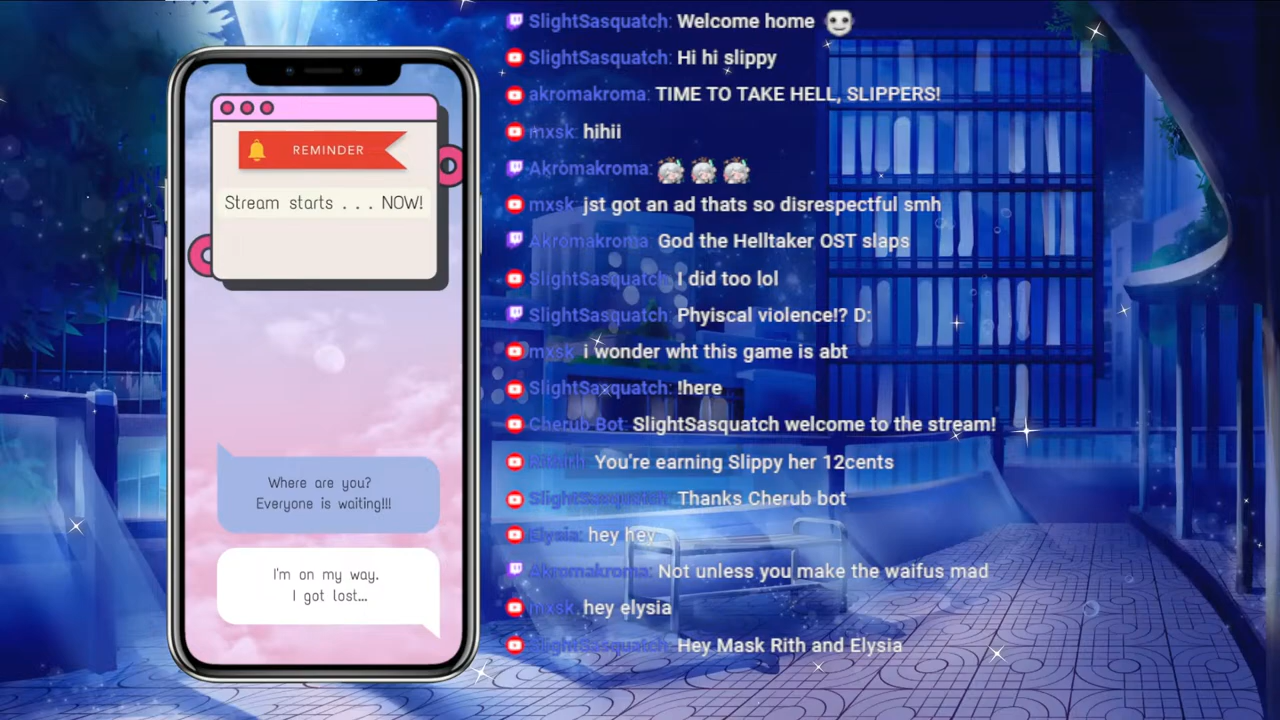 REMINDER
Stream starts . . . NOW!
Where are you?
Everyone is waiting!!!
I'm on my way.
I got lost...
SlightSasquatch: Welcome home
SlightSasquatch: Hi hi slippy
akromakroma: TIME TO TAKE HELL, SLIPPERS!
mxsk: hihii
Akromakroma:
mxsk: jst got an ad thats so disrespectful smh
Akromakroma: God the Helltaker OST slaps
SlightSasquatch: I did too lol
SlightSasquatch: Phyiscal violence!? D:
mxsk: i wonder wht this game is abt
SlightSasquatch: !here
Cherub Bot: SlightSasquatch welcome to the stream!
You're earning Slippy her 12cents
SlightSasquatch: Thanks Cherub bot
Elysia: hey hey
Akromakroma: Not unless you make the waifus mad
mxsk: hey elysia
SlightSasquatch: Hey Mask Rith and Elysia